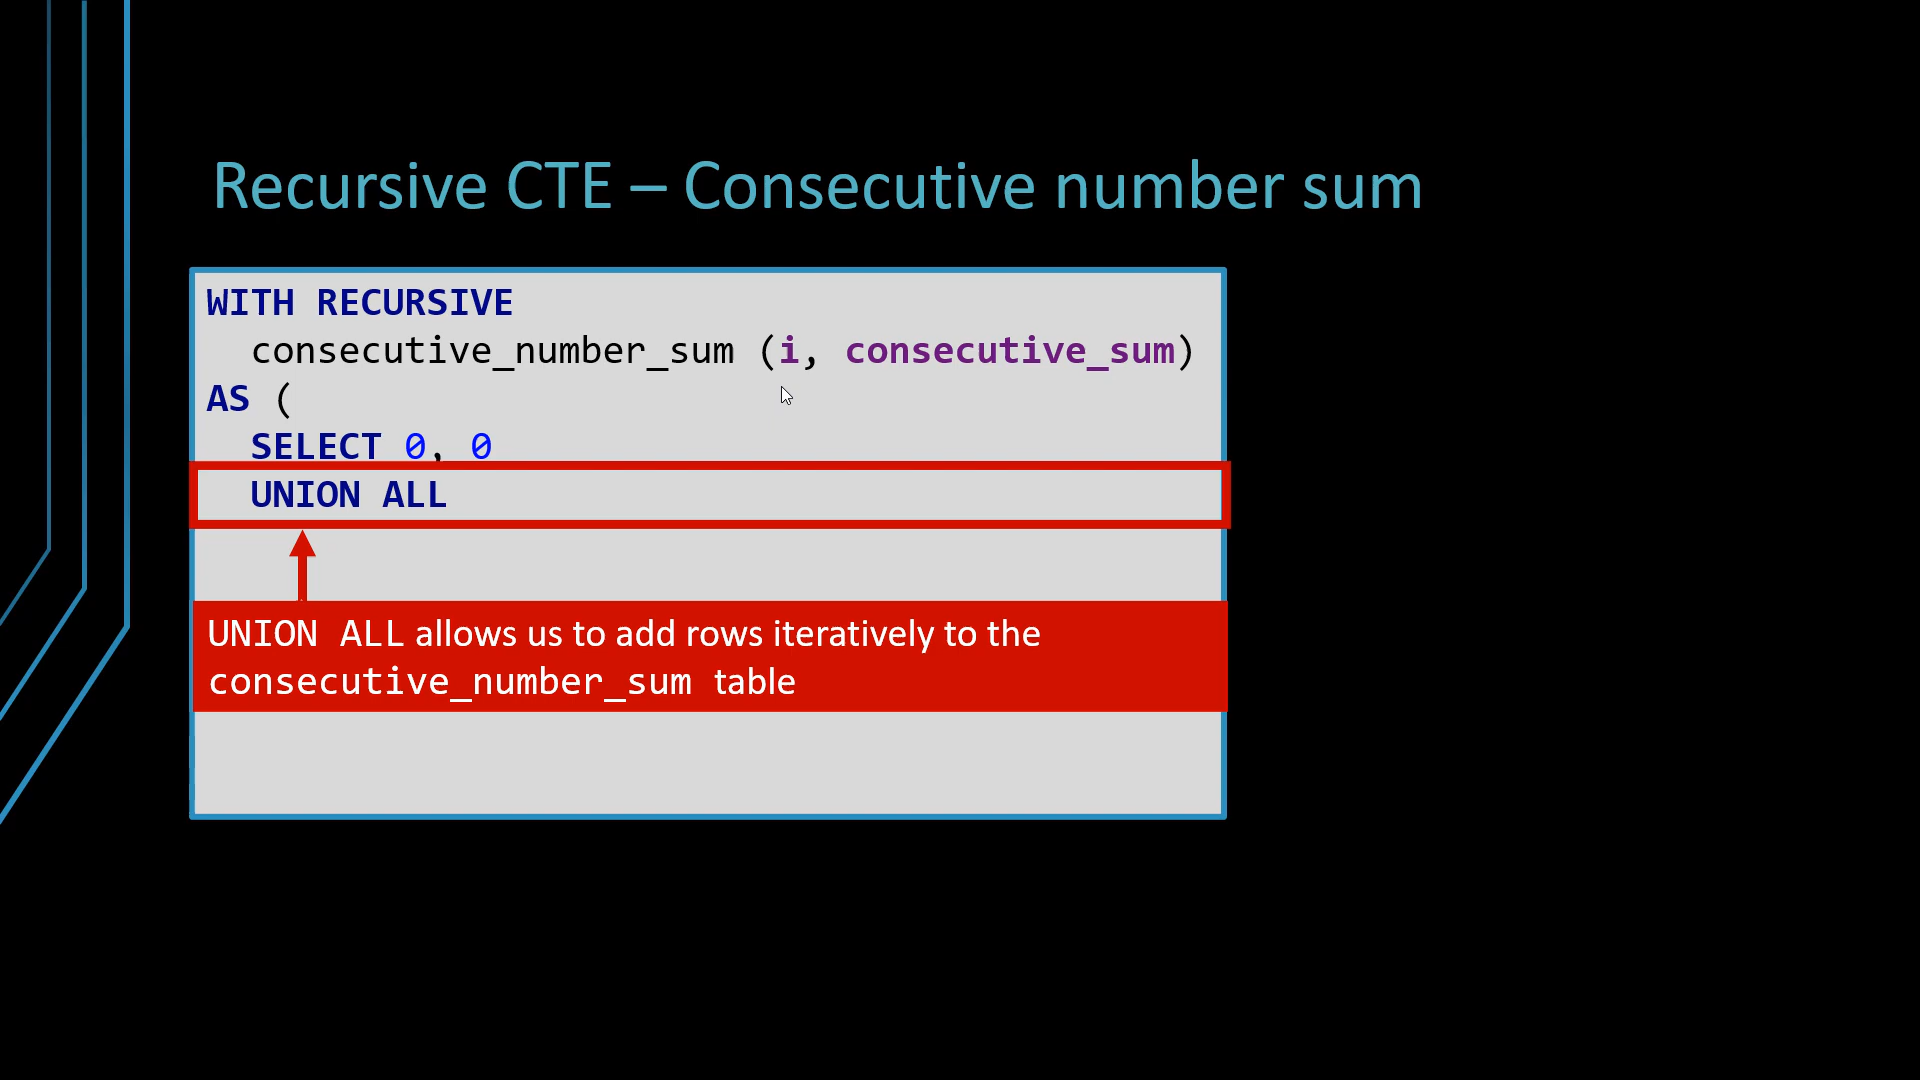 Recursive CTE – Consecutive number sum
WITH RECURSIVE
consecutive_number_sum (i, consecutive_sum)
AS (
SELECT 0, 0
UNION ALL
UNION ALL allows us to add rows iteratively to the
consecutive_number_sum table